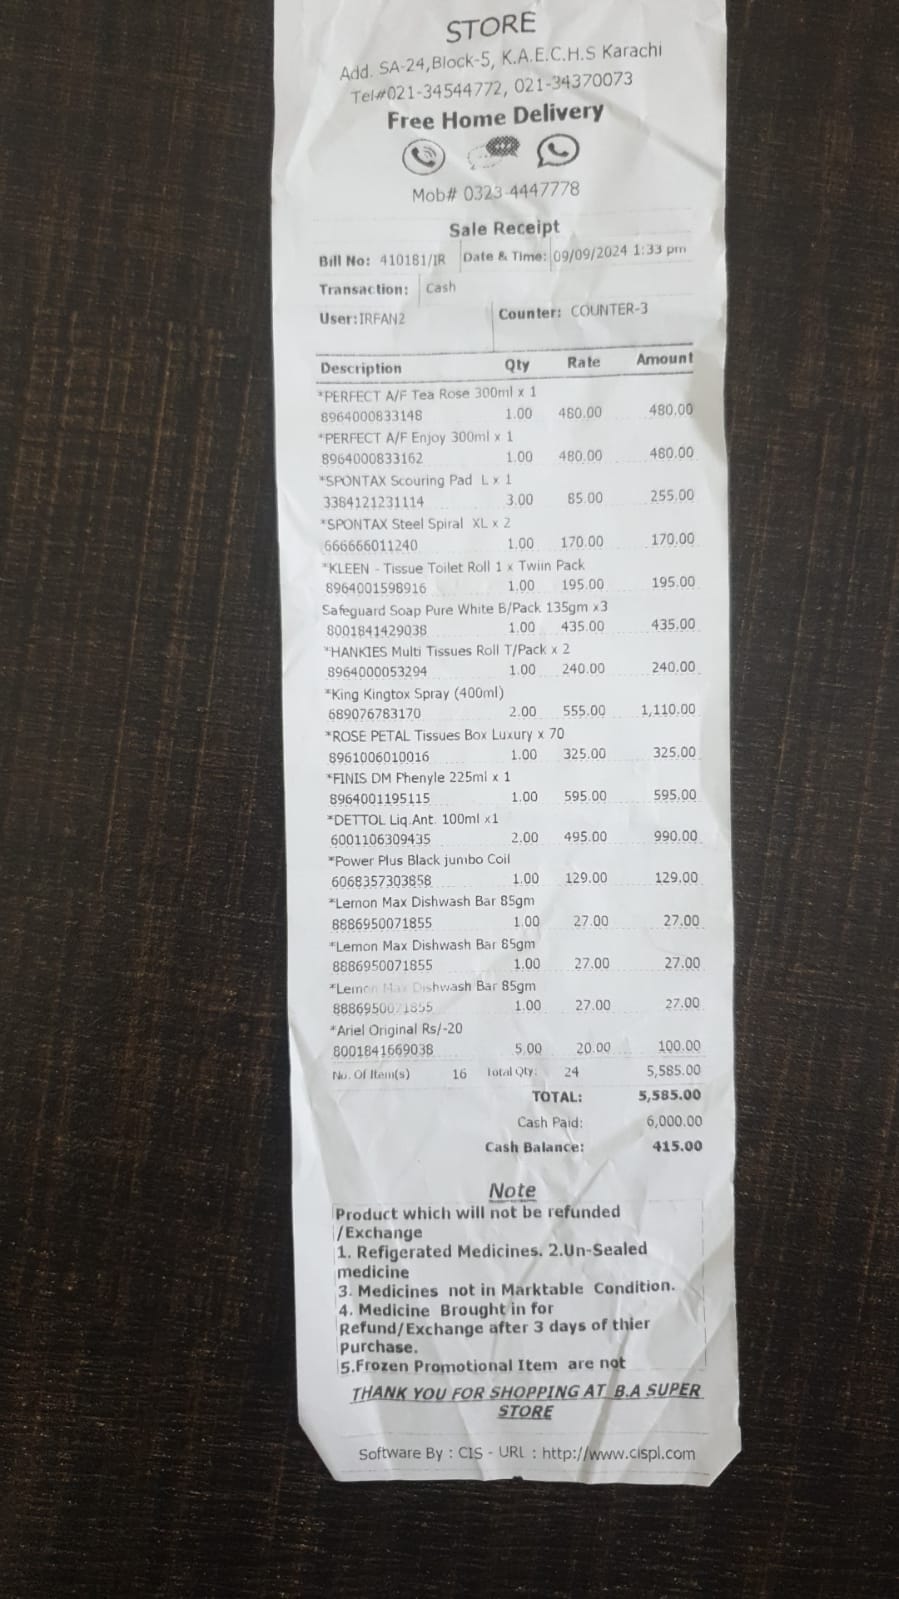 STORE
Add. SA-24,Block-5, K.A.E.C.H.S Karachi
Tel#021-34544772, 021-34370073
Free Home Delivery
Mob# 0323-4447778
Sale Receipt
Bill No: 410181/IR Date & Time: 09/09/2024 1:33 pm
Transaction: Cash
User:IRFAN2 Counter: COUNTER-3
Description Qty Rate Amount
*PERFECT A/F Tea Rose 300ml x 1
8964000833148 1.00 480.00 480.00
*PERFECT A/F Enjoy 300ml x 1
8964000833162 1.00 480.00 480.00
*SPONTAX Scouring Pad L x 1
3384121231114 3.00 85.00 255.00
*SPONTAX Steel Spiral XL x 2
666666011240 1.00 170.00 170.00
*KLEEN - Tissue Toilet Roll 1 x Twiin Pack
8964001598916 1.00 195.00 195.00
Safeguard Soap Pure White B/Pack 135gm x3
8001841429038 1.00 435.00 435.00
*HANKIES Multi Tissues Roll T/Pack x 2
8964000053294 1.00 240.00 240.00
*King Kingtox Spray (400ml)
689076783170 2.00 555.00 1,110.00
*ROSE PETAL Tissues Box Luxury x 70
8961006010016 1.00 325.00 325.00
*FINIS DM Phenyle 225ml x 1
8964001195115 1.00 595.00 595.00
*DETTOL Liq.Ant. 100ml x1
6001106309435 2.00 495.00 990.00
*Power Plus Black jumbo Coil
6068357303858 1.00 129.00 129.00
*Lemon Max Dishwash Bar 85gm
8886950071855 1.00 27.00 27.00
*Lemon Max Dishwash Bar 85gm
8886950071855 1.00 27.00 27.00
*Lemon Max Dishwash Bar 85gm
8886950071855 1.00 27.00 27.00
*Ariel Original Rs/-20
8001841669038 5.00 20.00 100.00
No. Of Item(s) 16 Total Qty: 24 5,585.00
TOTAL: 5,585.00
Cash Paid: 6,000.00
Cash Balance: 415.00
Note
Product which will not be refunded
/Exchange
1. Refigerated Medicines. 2.Un-Sealed
medicine
3. Medicines not in Marktable Condition.
4. Medicine Brought in for
Refund/Exchange after 3 days of thier
purchase.
5.Frozen Promotional Item are not
THANK YOU FOR SHOPPING AT B.A SUPER
STORE
Software By : CIS - URL : http://www.cispl.com